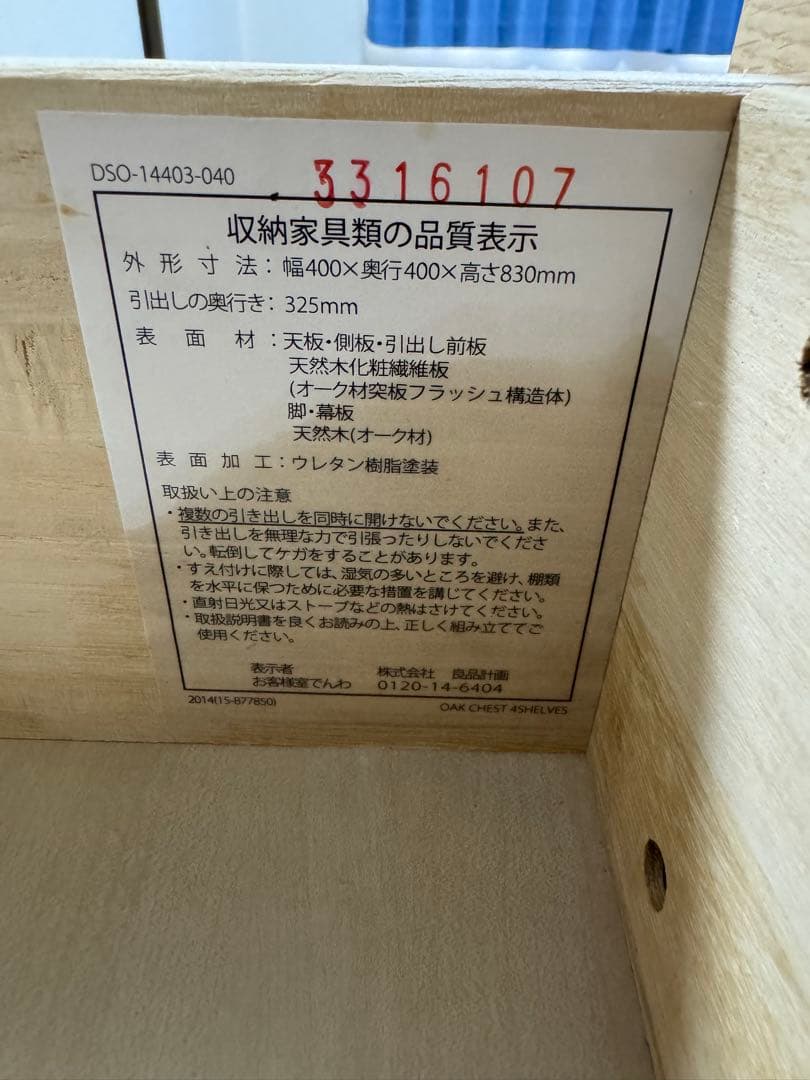 DSO-14403-040
3316107
収納家具類の品質表示
外形寸法：幅400×奥行400×高さ830mm
引出しの奥行き：325mm
表面材：天板・側板・引出し前板
天然木化粧繊維板
(オーク材突板フラッシュ構造体)
脚・幕板
天然木(オーク材)
表面加工：ウレタン樹脂塗装
取扱い上の注意
・複数の引き出しを同時に開けないでください。また、
引き出しを無理な力で引張ったりしないでくださ
い。転倒してケガをすることがあります。
・すえ付けに際しては、湿気の多いところを避け、棚類
を水平に保つために必要な措置を講じてください。
・直射日光又はストーブなどの熱はさけてください。
・取扱説明書を良くお読みの上、正しく組み立ててご
使用ください。
表示者 株式会社 良品計画
お客様室でんわ 0120-14-6404
2014(15-877850) OAK CHEST 4SHELVES